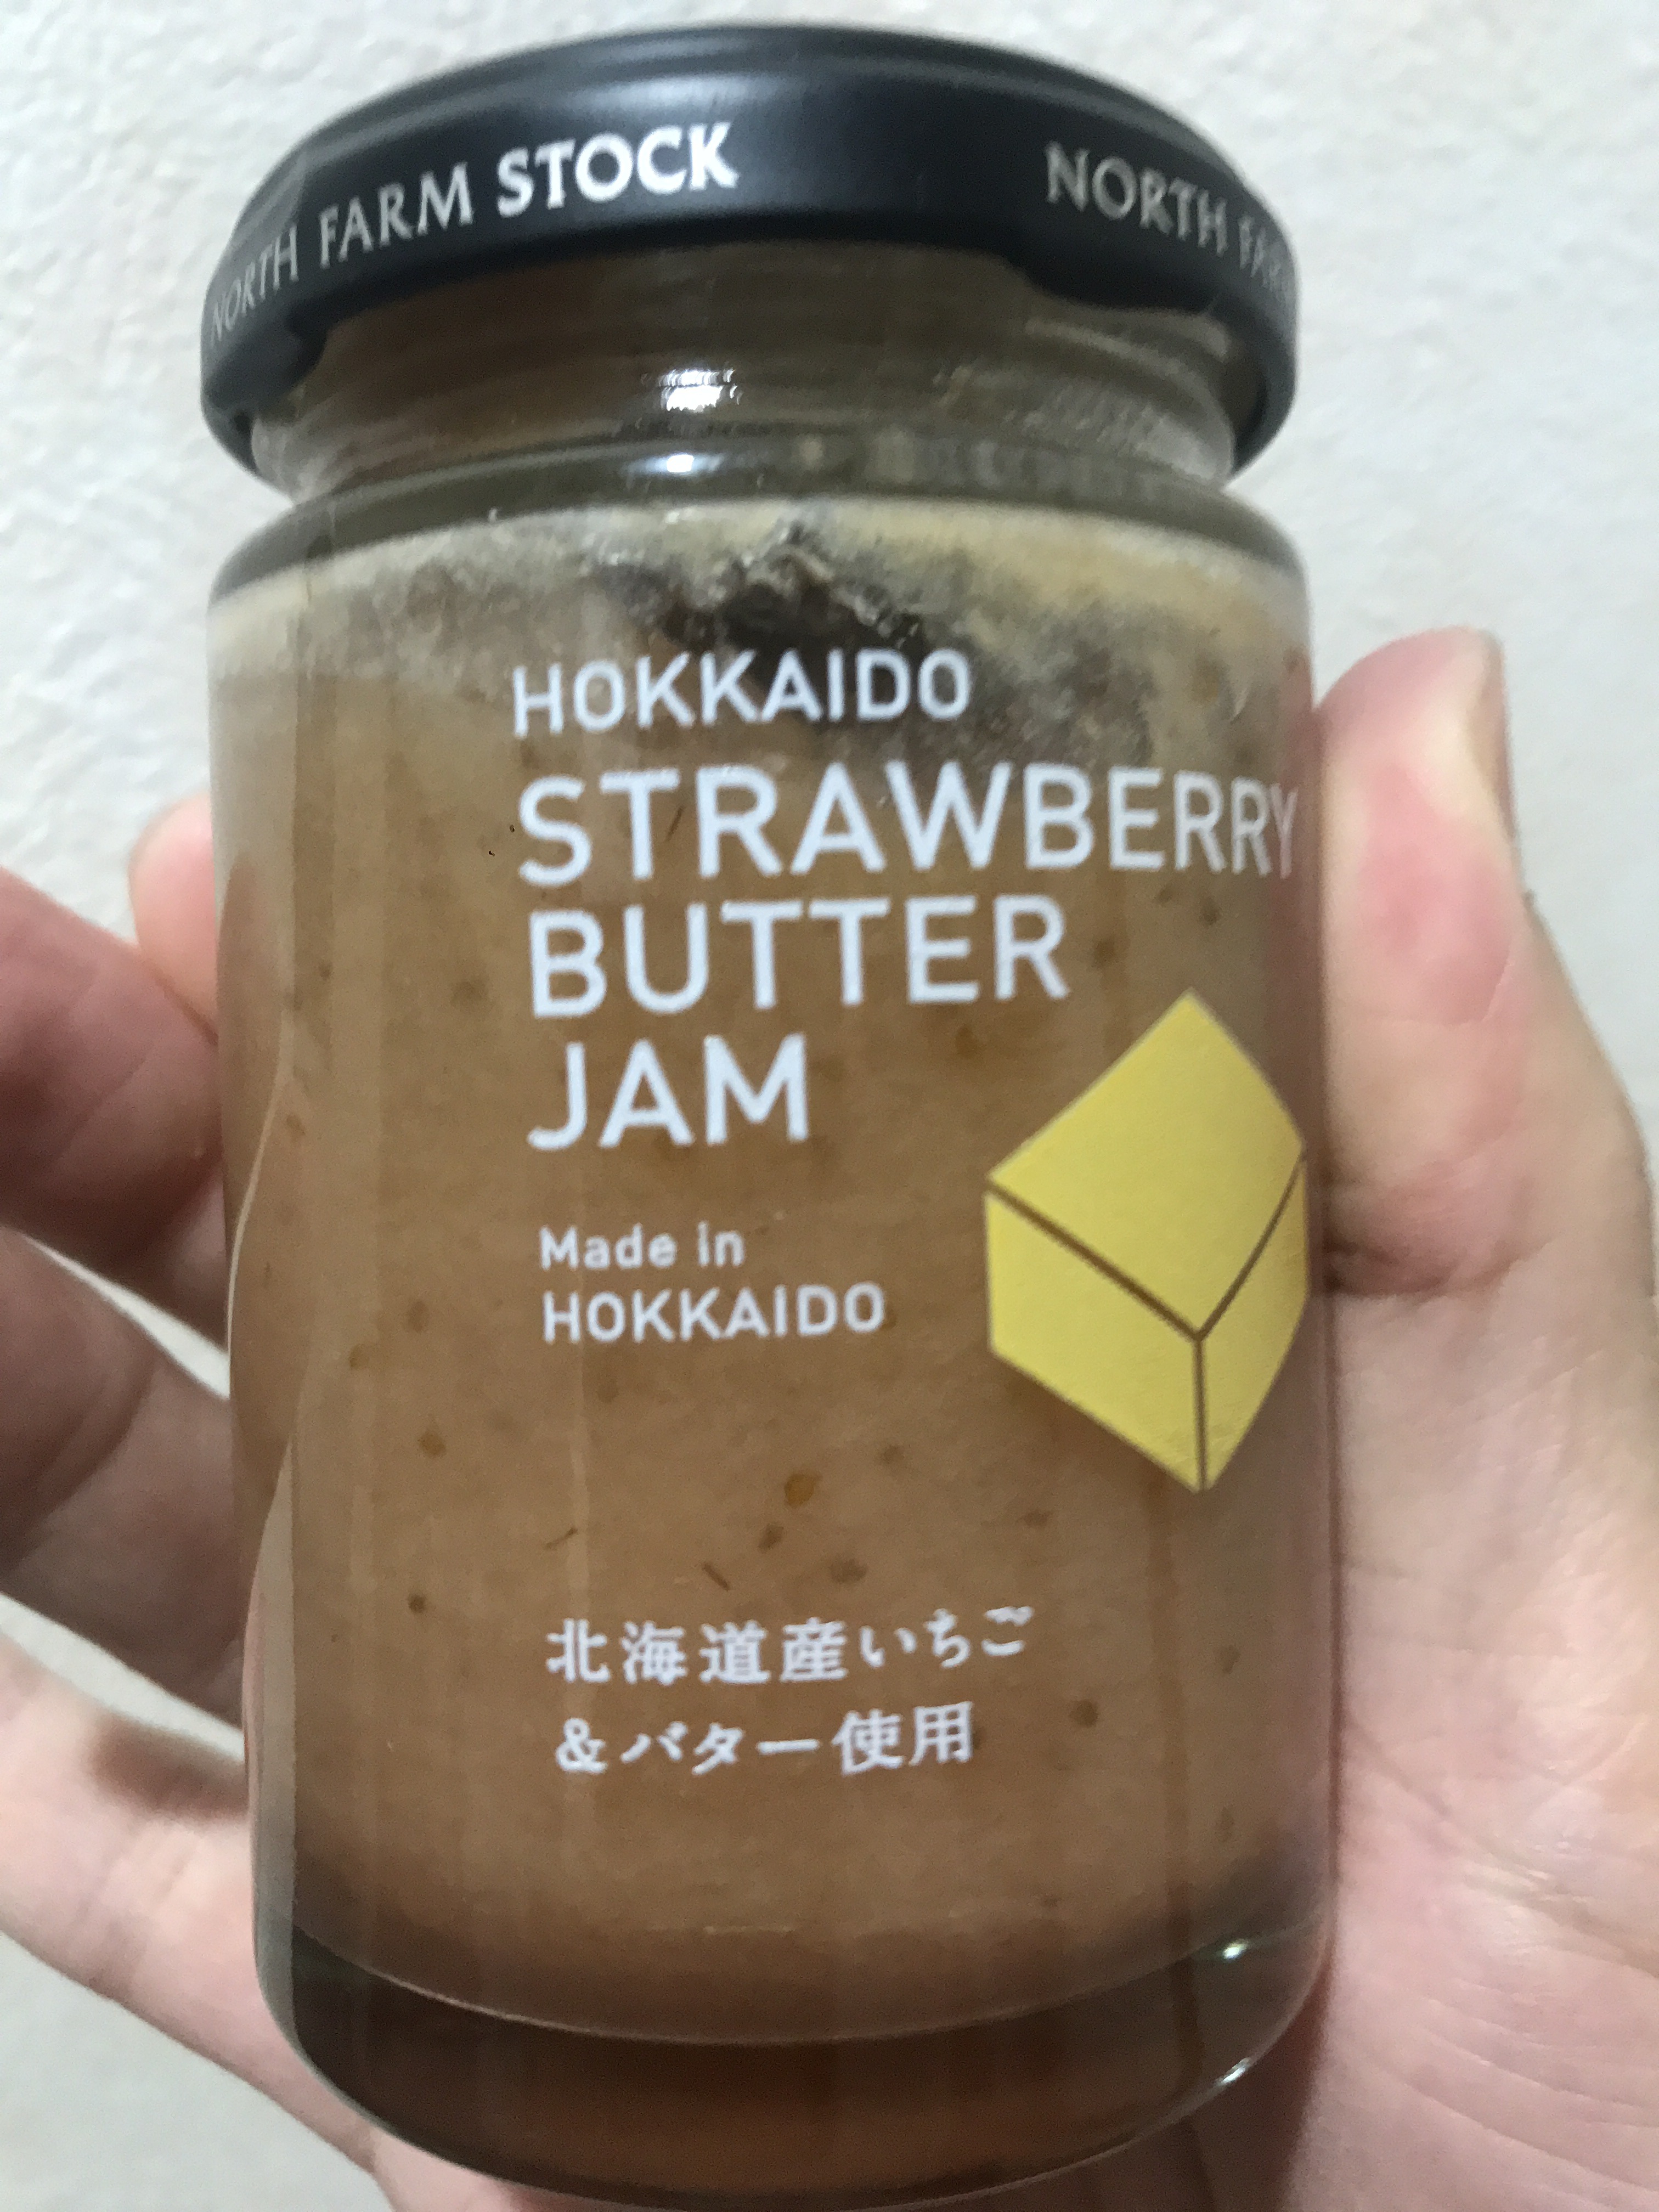 NORTH FARM STOCK
NORTH FARM
HOKKAIDO
STRAWBERRY
BUTTER
JAM
Made in
HOKKAIDO
北海道産いちご
&バター使用